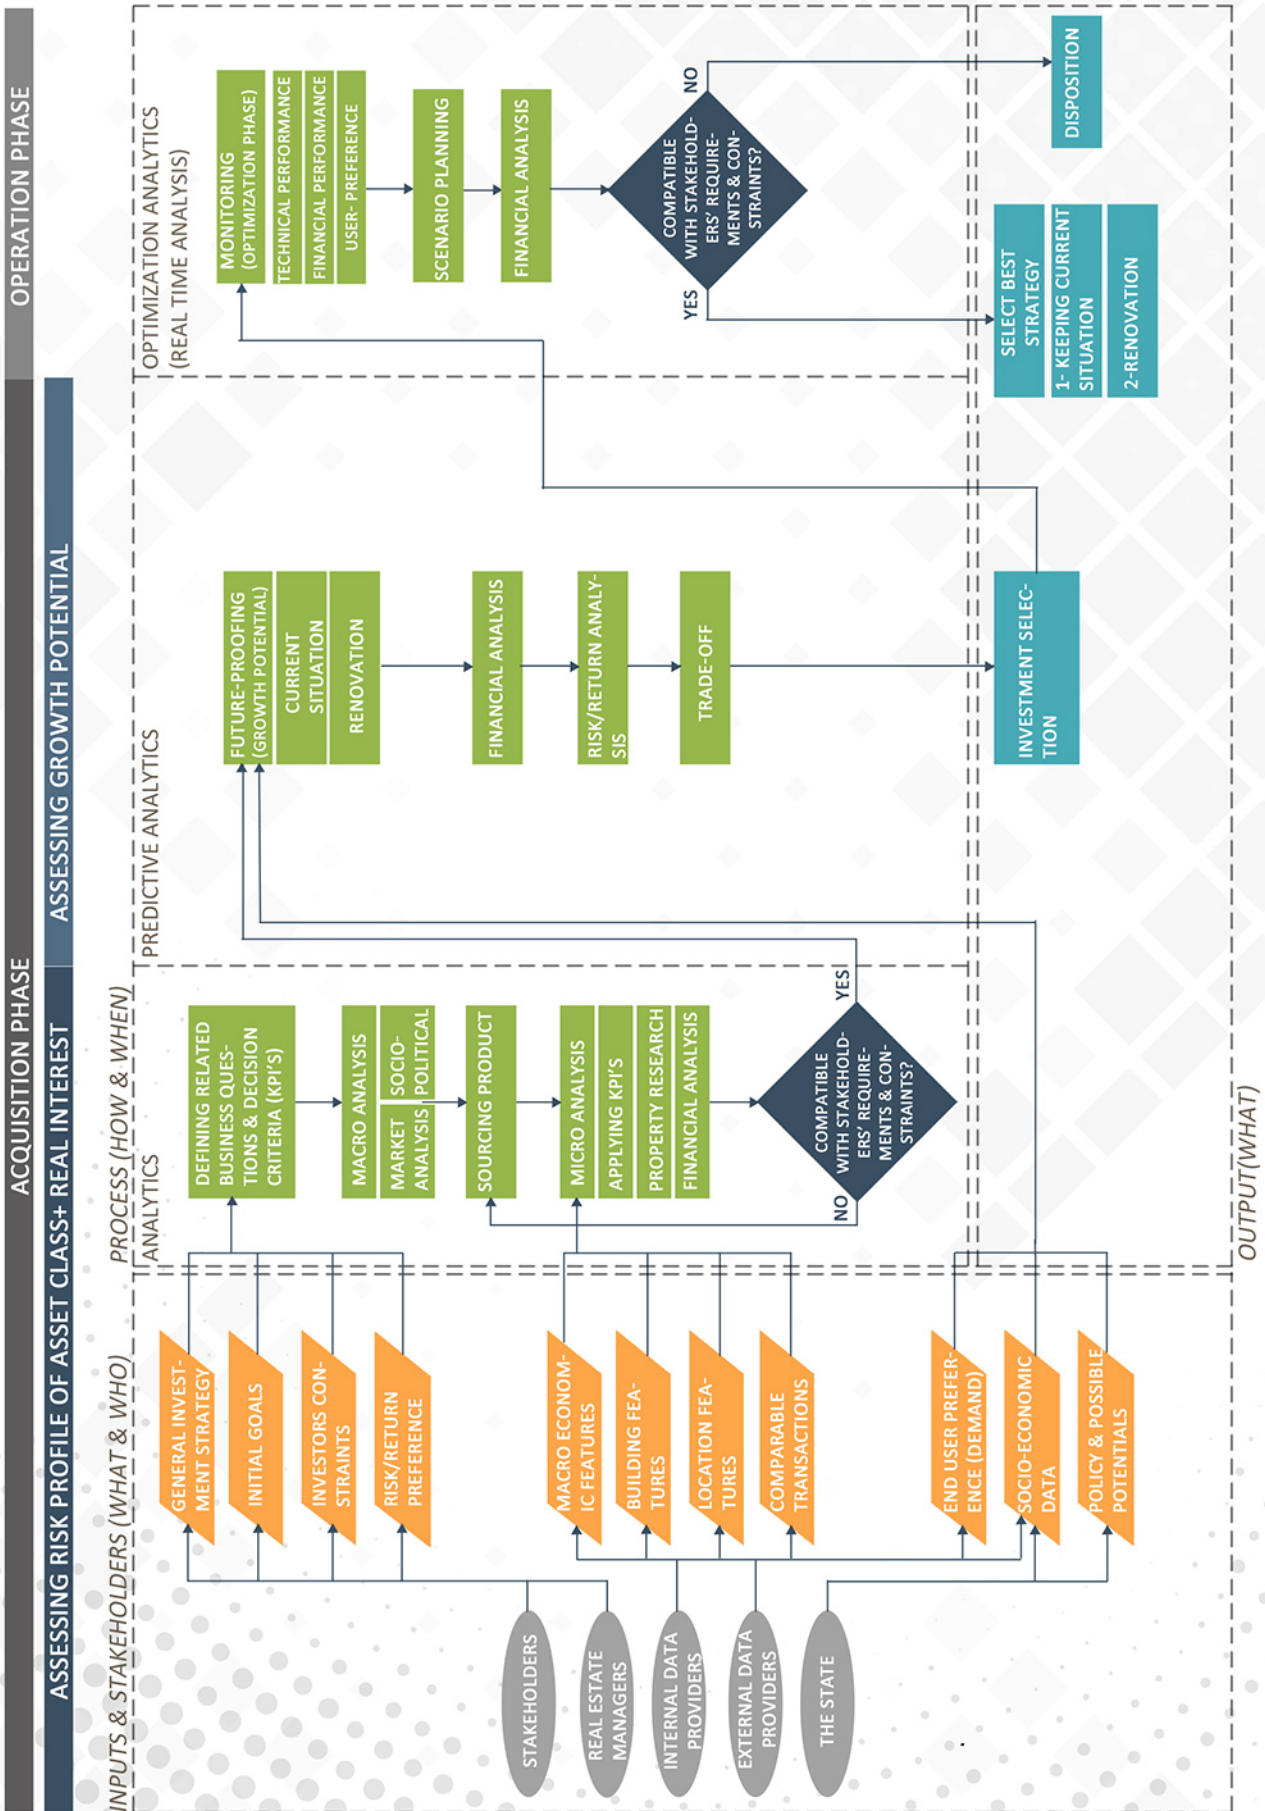 ACQUISITION PHASE
OPERATION PHASE
ASSESSING RISK PROFILE OF ASSET CLASS+ REAL INTEREST
ASSESSING GROWTH POTENTIAL
INPUTS & STAKEHOLDERS (WHAT & WHO)
PROCESS (HOW & WHEN)
STAKEHOLDERS
REAL ESTATE
MANAGERS
INTERNAL DATA
PROVIDERS
EXTERNAL DATA
PROVIDERS
THE STATE
GENERAL INVEST-
MENT STRATEGY
INITIAL GOALS
INVESTORS CON-
STRAINTS
RISK/RETURN
PREFERENCE
MACRO ECONOM-
IC FEATURES
BUILDING FEA-
TURES
LOCATION FEA-
TURES
COMPARABLE
TRANSACTIONS
END USER PREFER-
ENCE (DEMAND)
SOCIO-ECONOMIC
DATA
POLICY & POSSIBLE
POTENTIALS
ANALYTICS
DEFINING RELATED
BUSINESS QUES-
TIONS & DECISION
CRITERIA (KPI'S)
MACRO ANALYSIS
MARKET
ANALYSIS
SOCIO-
POLITICAL
SOURCING PRODUCT
MICRO ANALYSIS
APPLYING KPI'S
PROPERTY RESEARCH
FINANCIAL ANALYSIS
COMPATIBLE
WITH STAKEHOLD-
ERS' REQUIRE-
MENTS & CON-
STRAINTS?
NO
YES
PREDICTIVE ANALYTICS
FUTURE-PROOFING
(GROWTH POTENTIAL)
CURRENT
SITUATION
RENOVATION
FINANCIAL ANALYSIS
RISK/RETURN ANALY-
SIS
TRADE-OFF
INVESTMENT SELEC-
TION
OPTIMIZATION ANALYTICS
(REAL TIME ANALYSIS)
MONITORING
(OPTIMIZATION PHASE)
TECHNICAL PERFORMANCE
FINANCIAL PERFORMANCE
USER- PREFERENCE
SCENARIO PLANNING
FINANCIAL ANALYSIS
COMPATIBLE
WITH STAKEHOLD-
ERS' REQUIRE-
MENTS & CON-
STRAINTS?
YES
NO
SELECT BEST
STRATEGY
1- KEEPING CURRENT
SITUATION
2-RENOVATION
DISPOSITION
OUTPUT(WHAT)